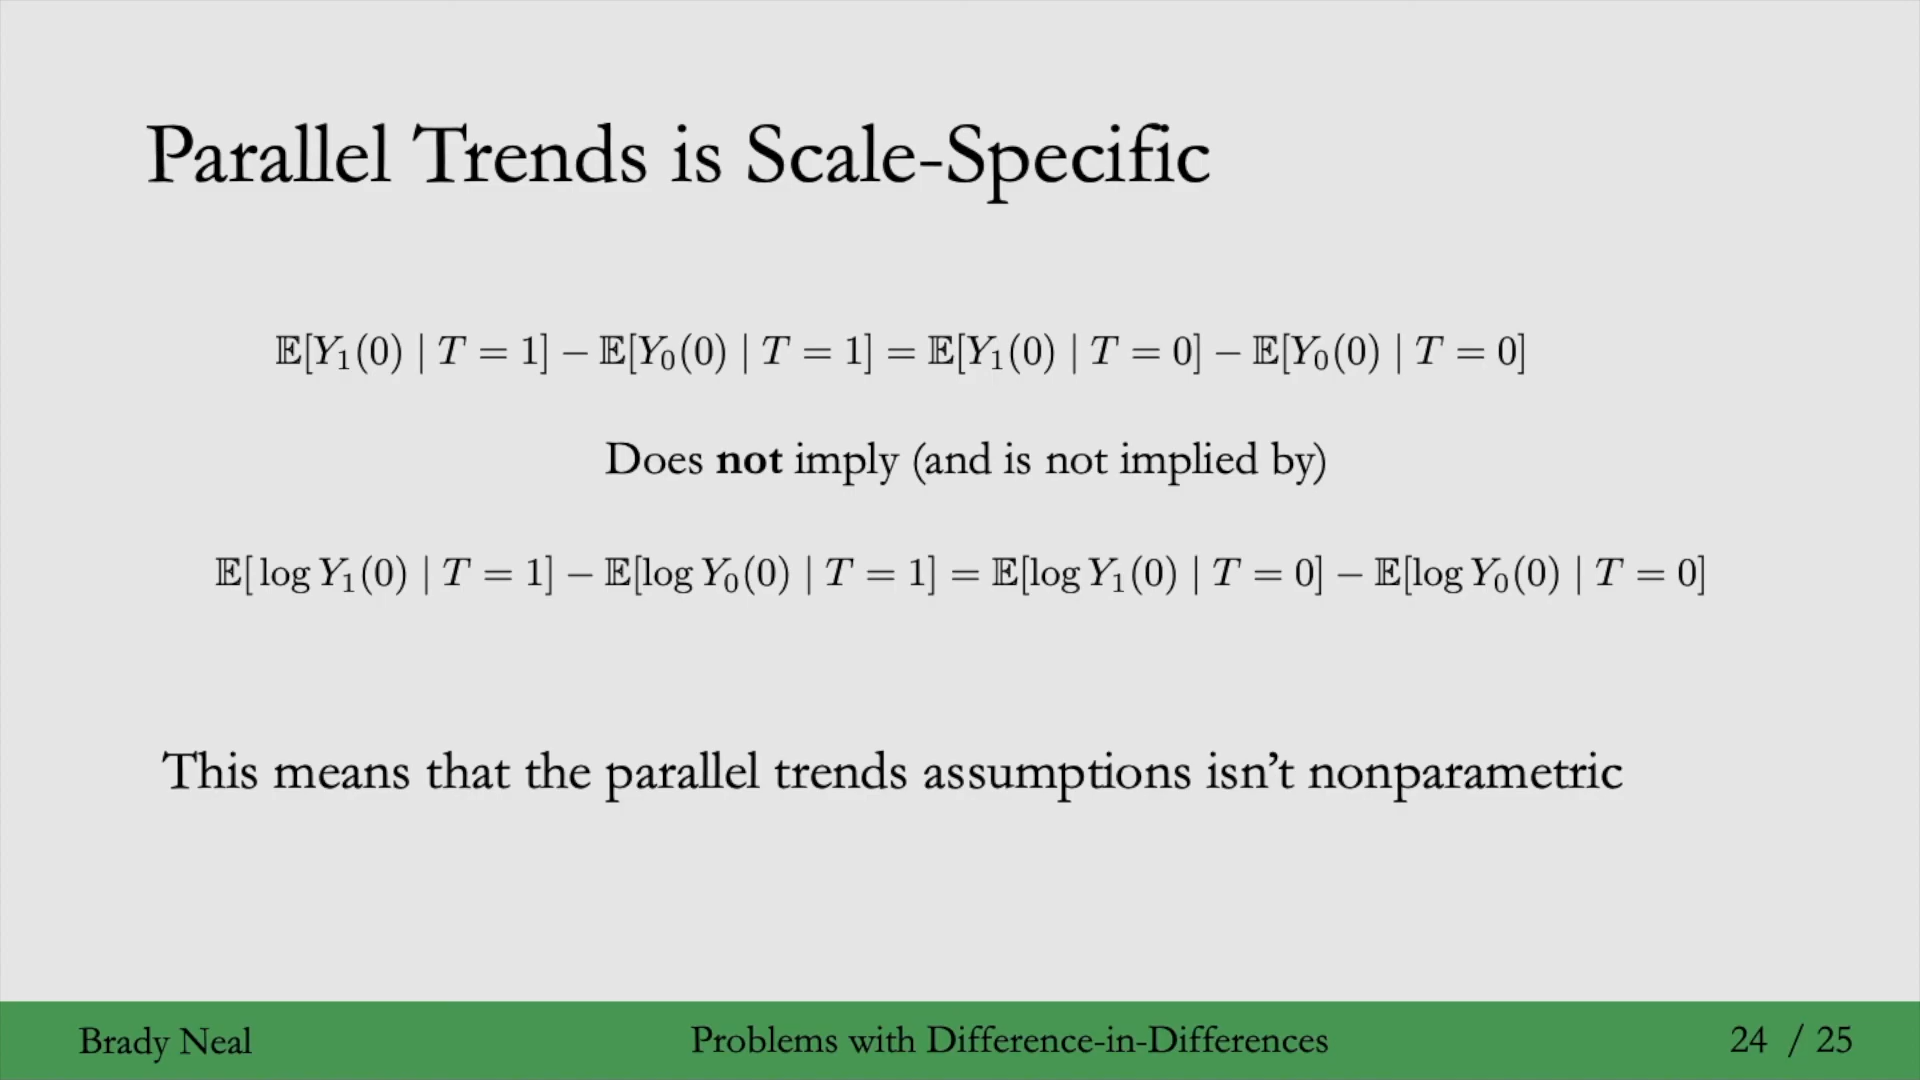 Parallel Trends is Scale-Specific
𝔼[Y₁(0) | T = 1] − 𝔼[Y₀(0) | T = 1] = 𝔼[Y₁(0) | T = 0] − 𝔼[Y₀(0) | T = 0]
Does not imply (and is not implied by)
𝔼[log Y₁(0) | T = 1] − 𝔼[log Y₀(0) | T = 1] = 𝔼[log Y₁(0) | T = 0] − 𝔼[log Y₀(0) | T = 0]
This means that the parallel trends assumptions isn’t nonparametric
Brady Neal Problems with Difference-in-Differences 24 / 25